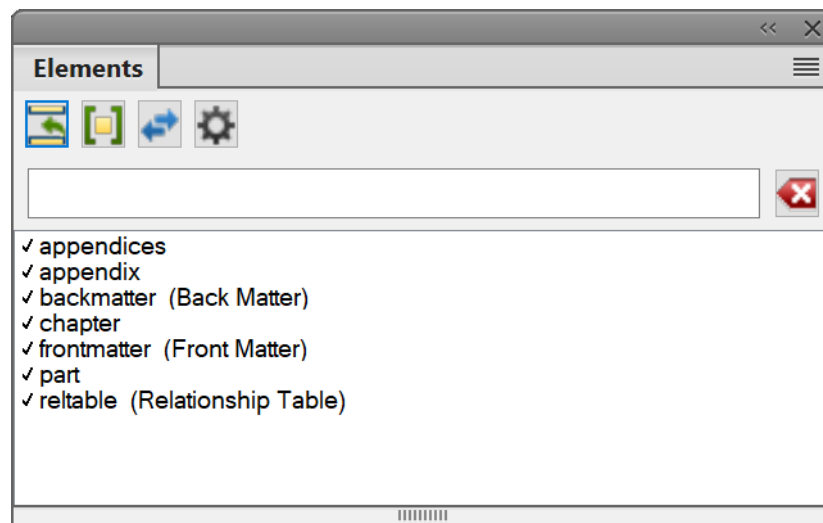 Elements
✓ appendices
✓ appendix
✓ backmatter (Back Matter)
✓ chapter
✓ frontmatter (Front Matter)
✓ part
✓ reltable (Relationship Table)